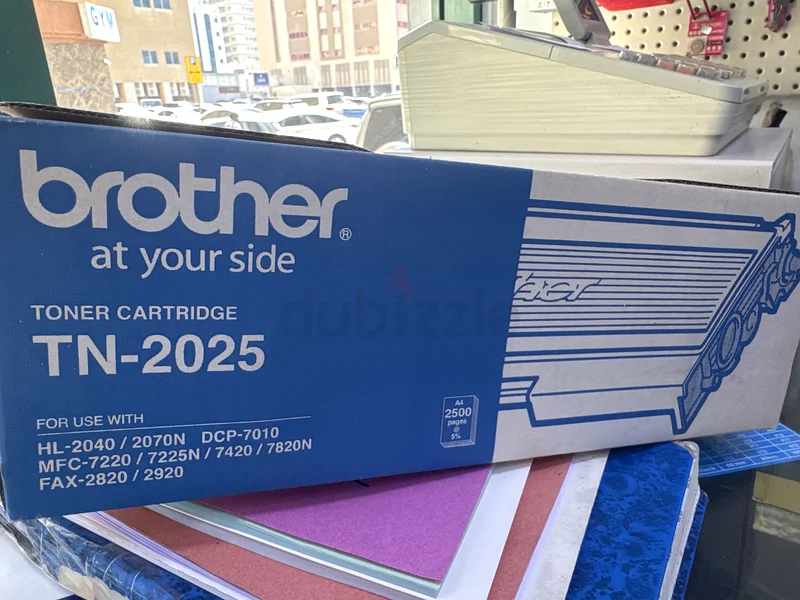 GYM
brother®
at your side
TONER CARTRIDGE
TN-2025
FOR USE WITH
HL-2040 / 2070N DCP-7010
MFC-7220 / 7225N / 7420 / 7820N
FAX-2820 / 2920
A4
2500
pages
@
5%
dubizzle